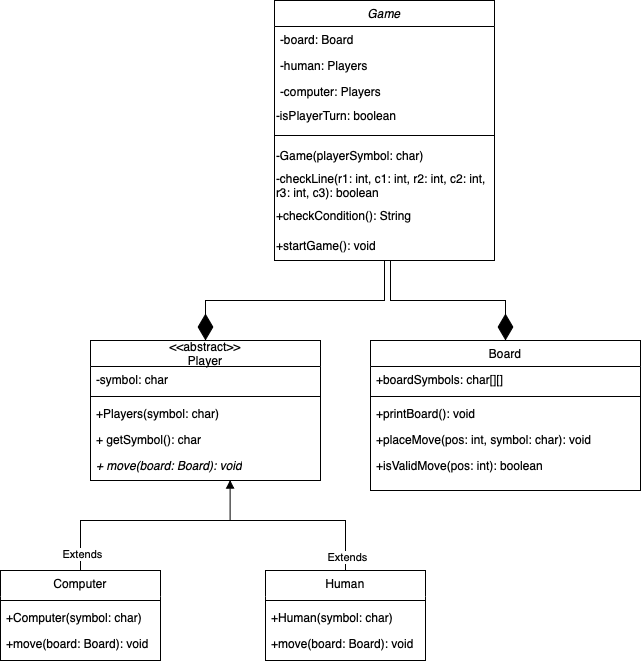 Game
-board: Board
-human: Players
-computer: Players
-isPlayerTurn: boolean
-Game(playerSymbol: char)
-checkLine(r1: int, c1: int, r2: int, c2: int,
r3: int, c3): boolean
+checkCondition(): String
+startGame(): void
<<abstract>>
Player
-symbol: char
+Players(symbol: char)
+ getSymbol(): char
+ move(board: Board): void
Board
+boardSymbols: char[][]
+printBoard(): void
+placeMove(pos: int, symbol: char): void
+isValidMove(pos: int): boolean
Extends
Extends
Computer
+Computer(symbol: char)
+move(board: Board): void
Human
+Human(symbol: char)
+move(board: Board): void